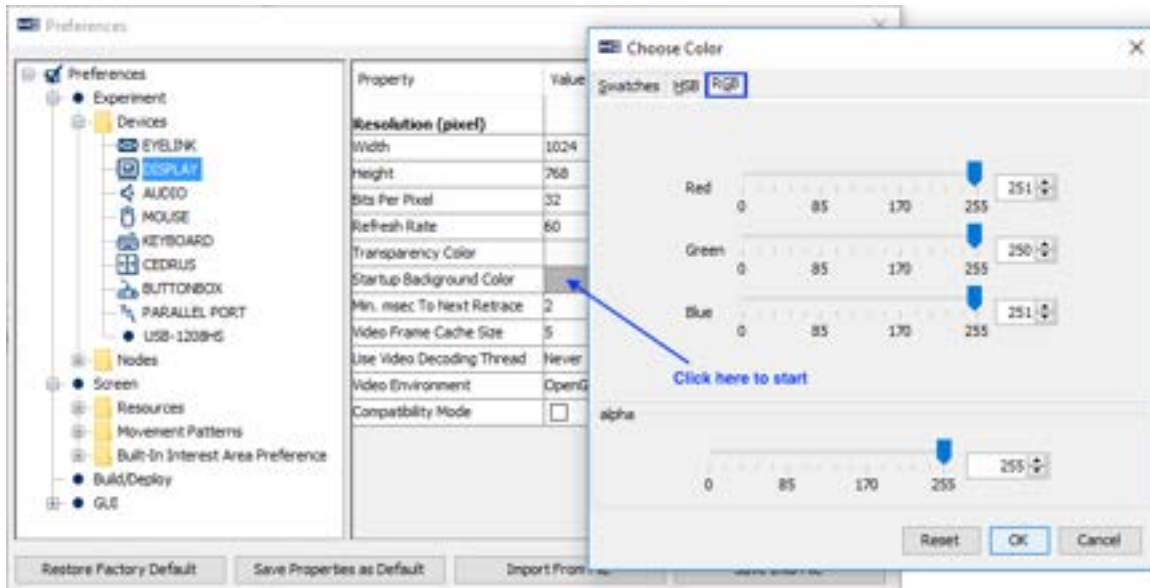 Preferences
Preferences
Experiment
Devices
EYELINK
DISPLAY
AUDIO
MOUSE
KEYBOARD
CEDRUS
BUTTONBOX
PARALLEL PORT
USB-1208HS
Nodes
Screen
Resources
Movement Patterns
Built-In Interest Area Preference
Build/Deploy
GUI
Property Value
Resolution (pixel)
Width 1024
Height 768
Bits Per Pixel 32
Refresh Rate 60
Transparency Color
Startup Background Color
Min. msec To Next Retrace 2
Video Frame Cache Size 5
Use Video Decoding Thread Never
Video Environment OpenG
Compatibility Mode
Restore Factory Default Save Properties as Default Import From File
Choose Color
Swatches HSB RGB
Red 251
0 85 170 255
Green 250
0 85 170 255
Blue 251
0 85 170 255
Click here to start
alpha
255
0 85 170 255
Reset OK Cancel